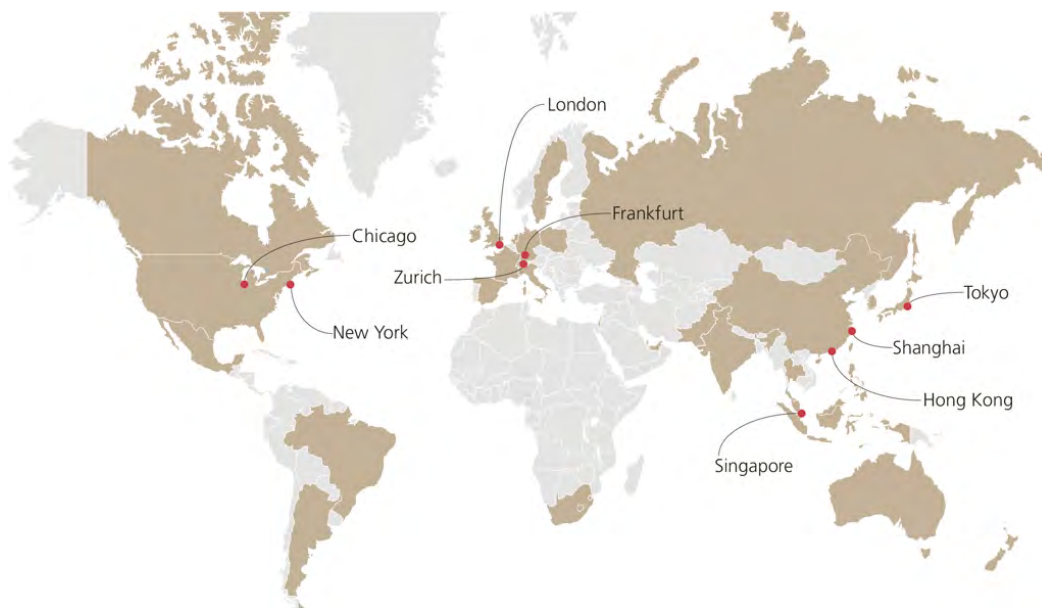 London
Frankfurt
Chicago
Zurich
Tokyo
New York
Shanghai
Hong Kong
Singapore